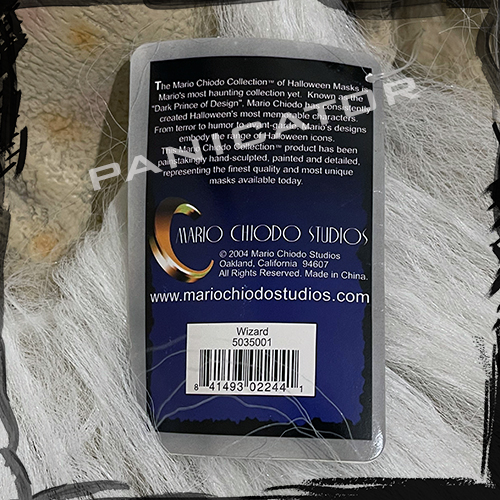 The Mario Chiodo Collection™ of Halloween Masks is
Mario's most haunting collection yet. Known as the
"Dark Prince of Design", Mario Chiodo has consistently
created Halloween's most memorable characters.
From terror to humor to avant-garde, Mario's designs
embody the range of Halloween icons.
The Mario Chiodo Collection™ product has been
painstakingly hand-sculpted, painted and detailed,
representing the finest quality and most unique
masks available today.
PANIGATOR
MARIO CHIODO STUDIOS
© 2004 Mario Chiodo Studios
Oakland, California 94607
All Rights Reserved. Made in China.
www.mariochiodostudios.com
Wizard
5035001
8 41493 02244 1